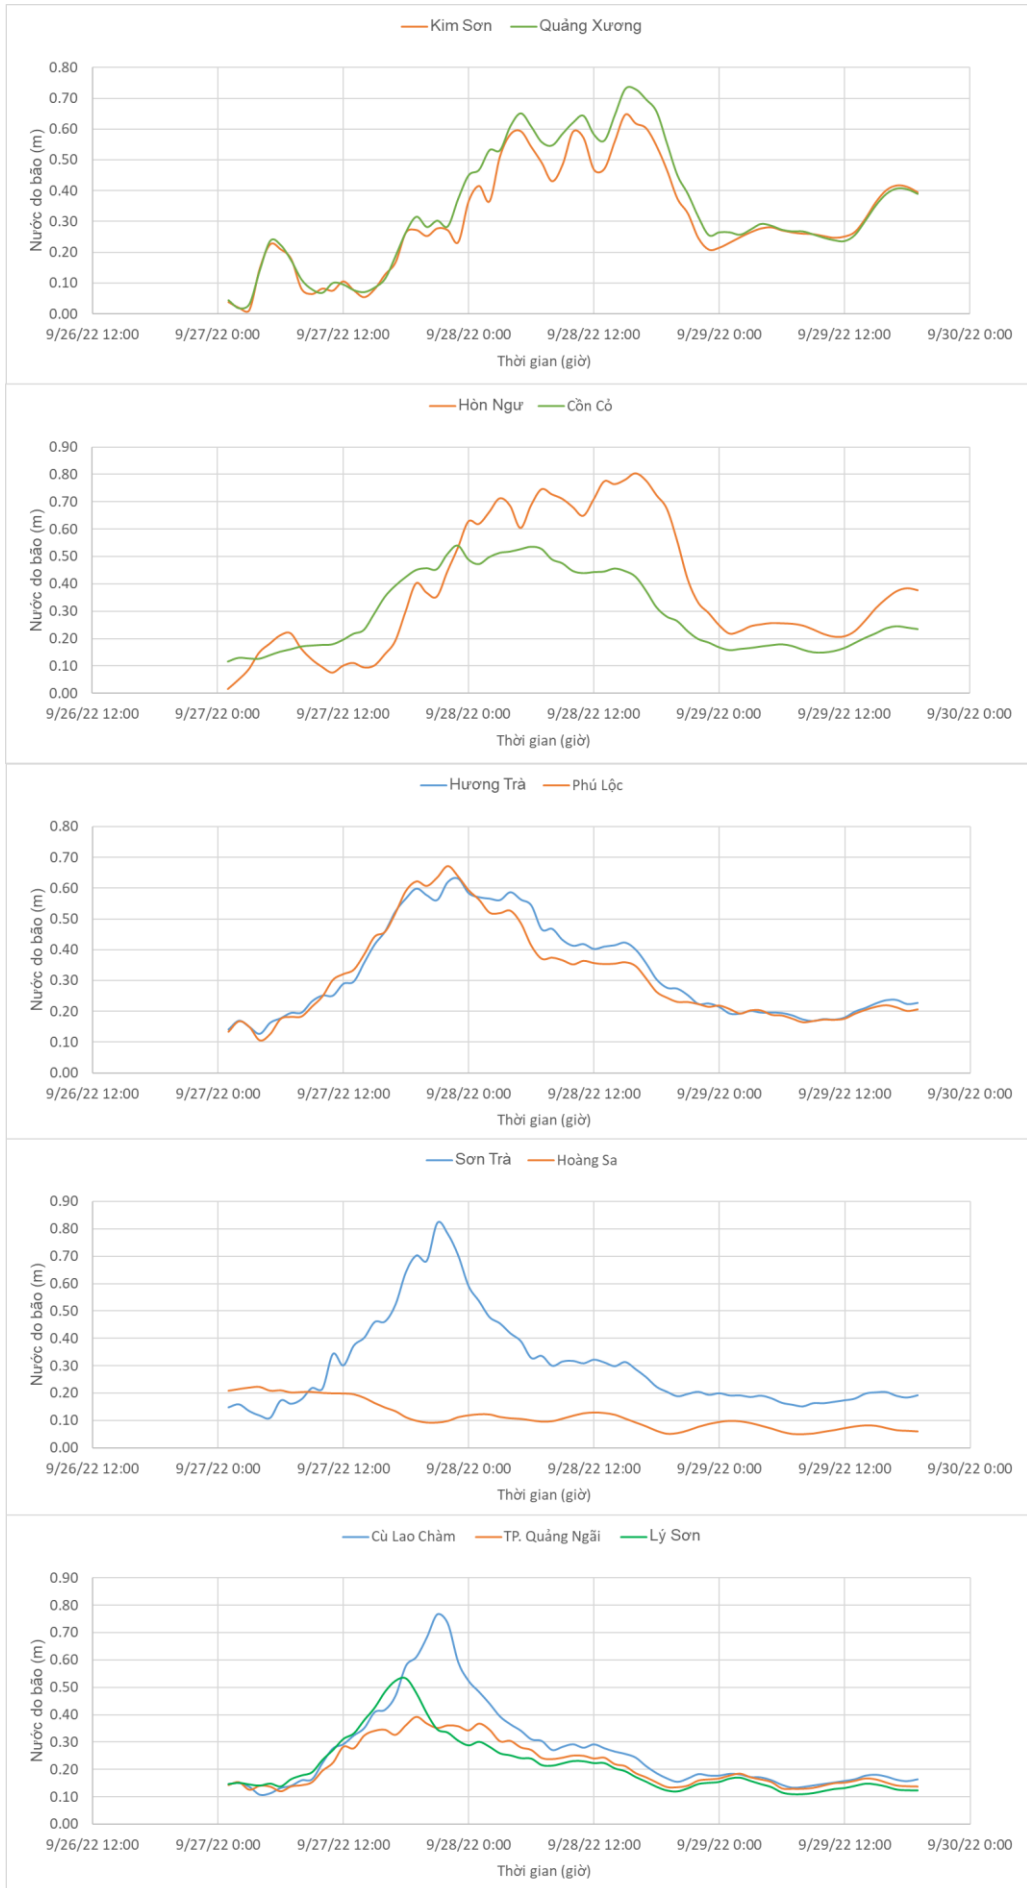 Kim Sơn Quảng Xương
Nước do bão (m)
0.80
0.70
0.60
0.50
0.40
0.30
0.20
0.10
0.00
9/26/22 12:00 9/27/22 0:00 9/27/22 12:00 9/28/22 0:00 9/28/22 12:00 9/29/22 0:00 9/29/22 12:00 9/30/22 0:00
Thời gian (giờ)
Hòn Ngư Cồn Cỏ
Nước do bão (m)
0.90
0.80
0.70
0.60
0.50
0.40
0.30
0.20
0.10
0.00
9/26/22 12:00 9/27/22 0:00 9/27/22 12:00 9/28/22 0:00 9/28/22 12:00 9/29/22 0:00 9/29/22 12:00 9/30/22 0:00
Thời gian (giờ)
Hương Trà Phú Lộc
Nước do bão (m)
0.80
0.70
0.60
0.50
0.40
0.30
0.20
0.10
0.00
9/26/22 12:00 9/27/22 0:00 9/27/22 12:00 9/28/22 0:00 9/28/22 12:00 9/29/22 0:00 9/29/22 12:00 9/30/22 0:00
Thời gian (giờ)
Sơn Trà Hoàng Sa
Nước do bão (m)
0.90
0.80
0.70
0.60
0.50
0.40
0.30
0.20
0.10
0.00
9/26/22 12:00 9/27/22 0:00 9/27/22 12:00 9/28/22 0:00 9/28/22 12:00 9/29/22 0:00 9/29/22 12:00 9/30/22 0:00
Thời gian (giờ)
Cù Lao Chàm TP. Quảng Ngãi Lý Sơn
Nước do bão (m)
0.90
0.80
0.70
0.60
0.50
0.40
0.30
0.20
0.10
0.00
9/26/22 12:00 9/27/22 0:00 9/27/22 12:00 9/28/22 0:00 9/28/22 12:00 9/29/22 0:00 9/29/22 12:00 9/30/22 0:00
Thời gian (giờ)